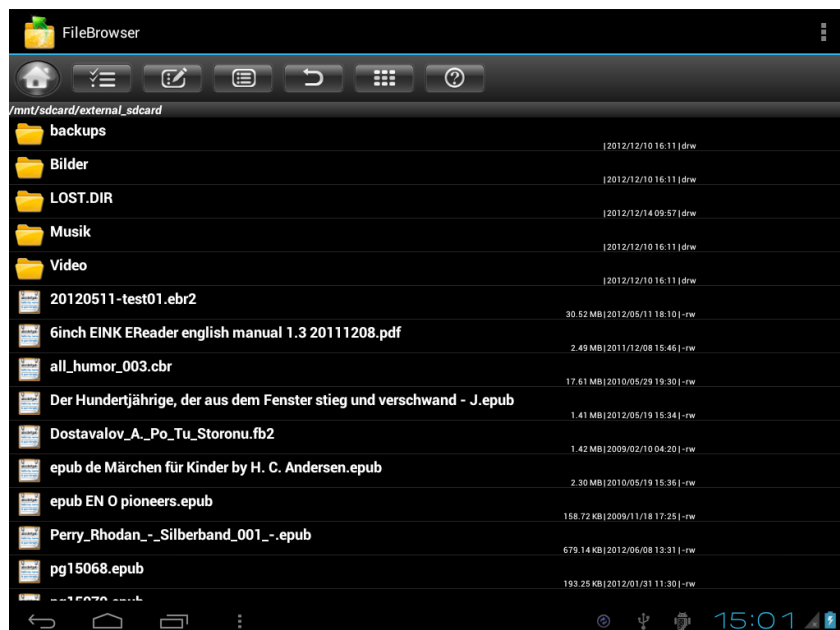 FileBrowser
/mnt/sdcard/external_sdcard
backups
|2012/12/10 16:11|drw
Bilder
|2012/12/10 16:11|drw
LOST.DIR
|2012/12/14 09:57|drw
Musik
|2012/12/10 16:11|drw
Video
|2012/12/10 16:11|drw
20120511-test01.ebr2
30.52 MB|2012/05/11 18:10|-rw
6inch EINK EReader english manual 1.3 20111208.pdf
2.49 MB|2011/12/08 15:46|-rw
all_humor_003.cbr
17.61 MB|2010/05/29 19:30|-rw
Der Hundertjährige, der aus dem Fenster stieg und verschwand - J.epub
1.41 MB|2012/05/19 15:34|-rw
Dostavalov_A._Po_Tu_Storonu.fb2
1.42 MB|2009/02/10 04:20|-rw
epub de Märchen für Kinder by H. C. Andersen.epub
2.30 MB|2010/05/19 15:36|-rw
epub EN O pioneers.epub
158.72 KB|2009/11/18 17:25|-rw
Perry_Rhodan_-_Silberband_001_-.epub
679.14 KB|2012/06/08 13:31|-rw
pg15068.epub
193.25 KB|2012/01/31 11:30|-rw
15:01